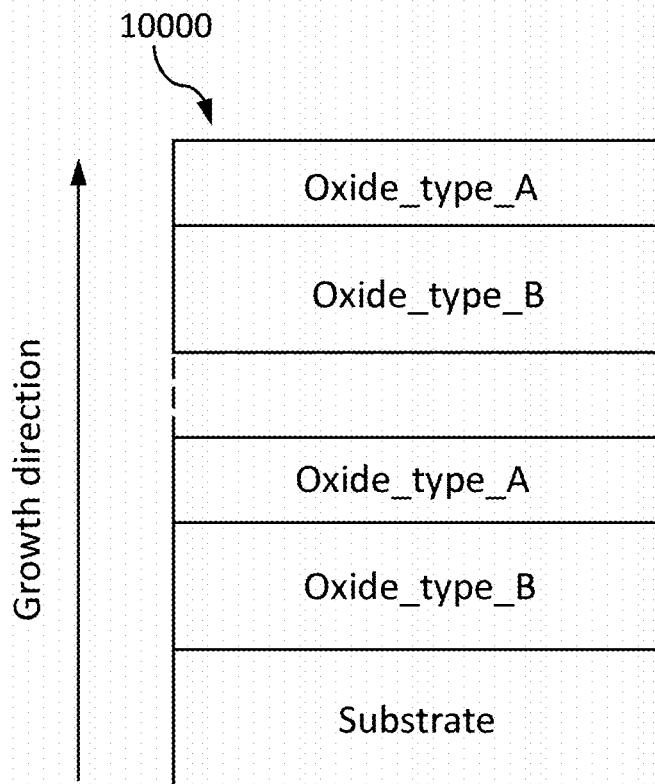 10000
Oxide_type_A
Oxide_type_B
Oxide_type_A
Oxide_type_B
Substrate
Growth direction